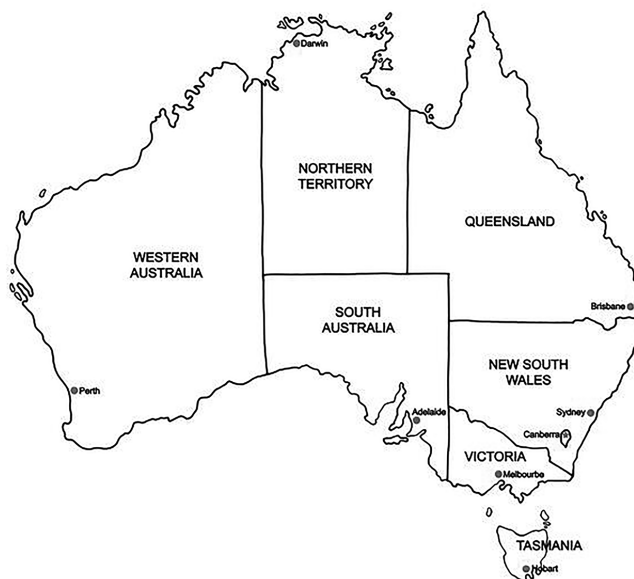 Darwin
NORTHERN
TERRITORY
QUEENSLAND
WESTERN
AUSTRALIA
Brisbane
SOUTH
AUSTRALIA
NEW SOUTH
WALES
Perth
Adelaide
Sydney
Canberra
VICTORIA
Melbourbe
TASMANIA
Hobart